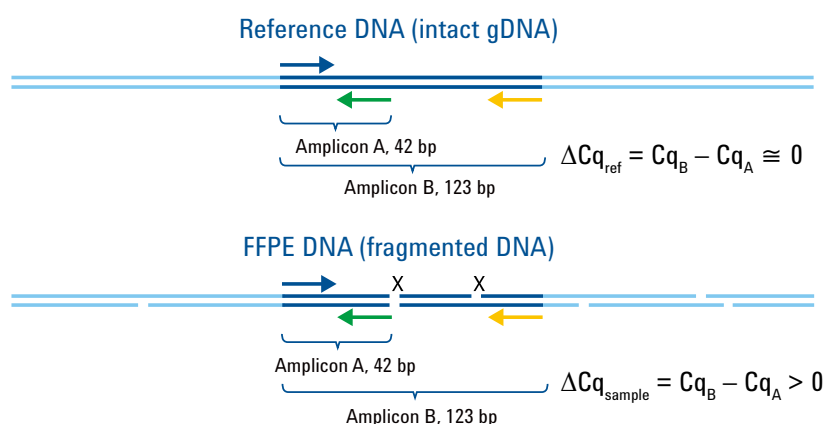 Reference DNA (intact gDNA)
Amplicon A, 42 bp
ΔCq_ref = Cq_B – Cq_A ≅ 0
Amplicon B, 123 bp
FFPE DNA (fragmented DNA)
X X
Amplicon A, 42 bp
ΔCq_sample = Cq_B – Cq_A > 0
Amplicon B, 123 bp